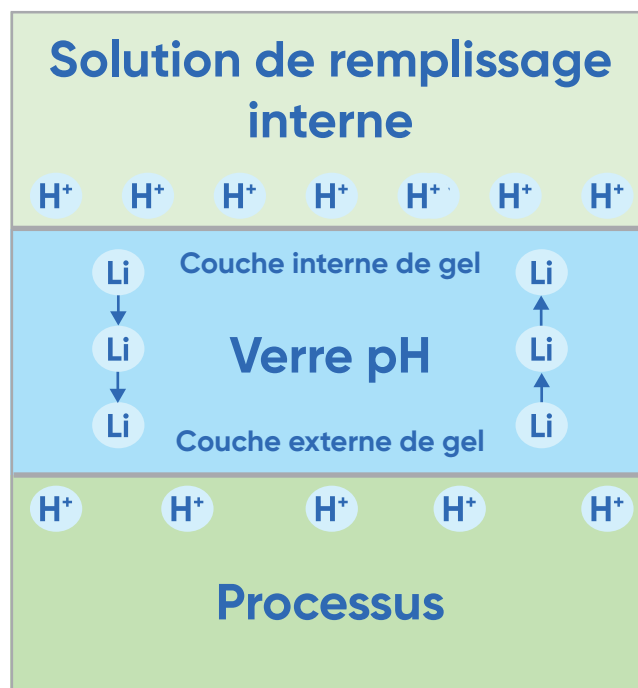 Solution de remplissage
interne
H⁺ H⁺ H⁺ H⁺ H⁺ H⁺ H⁺
Li Couche interne de gel Li
Li Verre pH Li
Li Couche externe de gel Li
H⁺ H⁺ H⁺ H⁺ H⁺
Processus